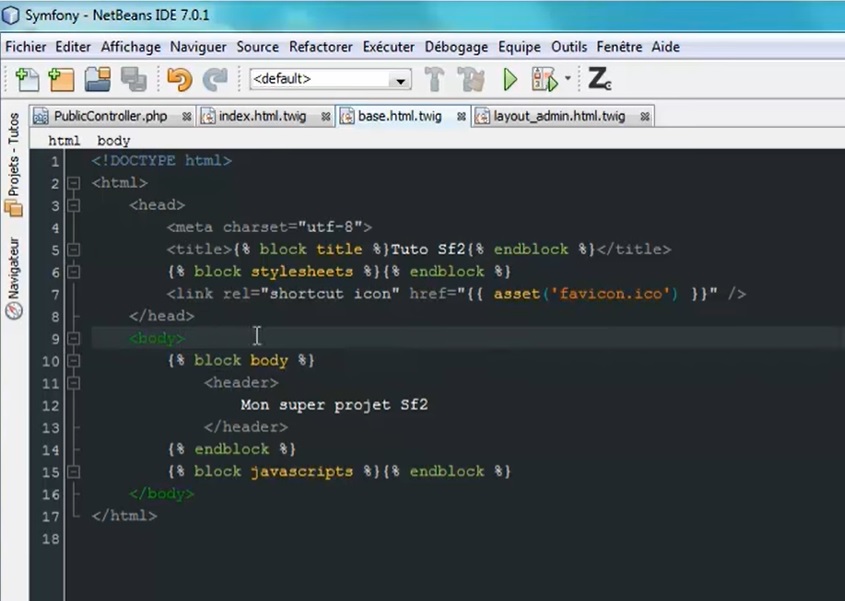 Symfony - NetBeans IDE 7.0.1
Fichier Editer Affichage Naviguer Source Refactorer Exécuter Débogage Equipe Outils Fenêtre Aide
<default>
PublicController.php index.html.twig base.html.twig layout_admin.html.twig
Projets - Tutos
Navigateur
html body
1 <!DOCTYPE html>
2 <html>
3 <head>
4 <meta charset="utf-8">
5 <title>{% block title %}Tuto Sf2{% endblock %}</title>
6 {% block stylesheets %}{% endblock %}
7 <link rel="shortcut icon" href="{{ asset('favicon.ico') }}" />
8 </head>
9 <body>
10 {% block body %}
11 <header>
12 Mon super projet Sf2
13 </header>
14 {% endblock %}
15 {% block javascripts %}{% endblock %}
16 </body>
17 </html>
18